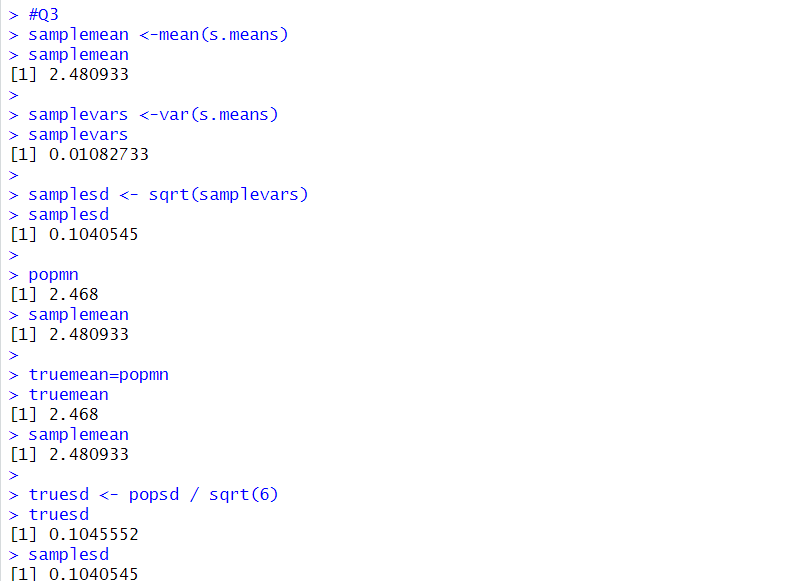 > #Q3
> samplemean <-mean(s.means)
> samplemean
[1] 2.480933
>
> samplevars <-var(s.means)
> samplevars
[1] 0.01082733
>
> samplesd <- sqrt(samplevars)
> samplesd
[1] 0.1040545
>
> popmn
[1] 2.468
> samplemean
[1] 2.480933
>
> truemean=popmn
> truemean
[1] 2.468
> samplemean
[1] 2.480933
>
> truesd <- popsd / sqrt(6)
> truesd
[1] 0.1045552
> samplesd
[1] 0.1040545